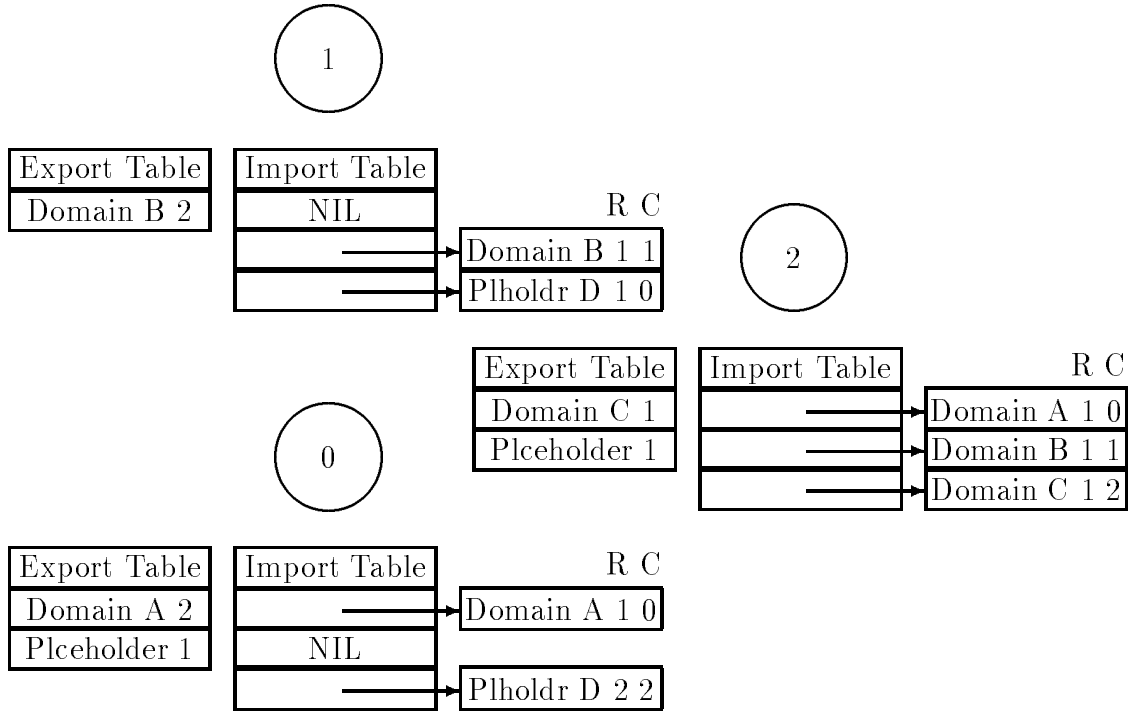 1
Export Table
Domain B 2
Import Table
NIL
R C
Domain B 1 1
Plholdr D 1 0
2
Export Table
Domain C 1
Plceholder 1
Import Table
R C
Domain A 1 0
Domain B 1 1
Domain C 1 2
0
Export Table
Domain A 2
Plceholder 1
Import Table
NIL
R C
Domain A 1 0
Plholdr D 2 2